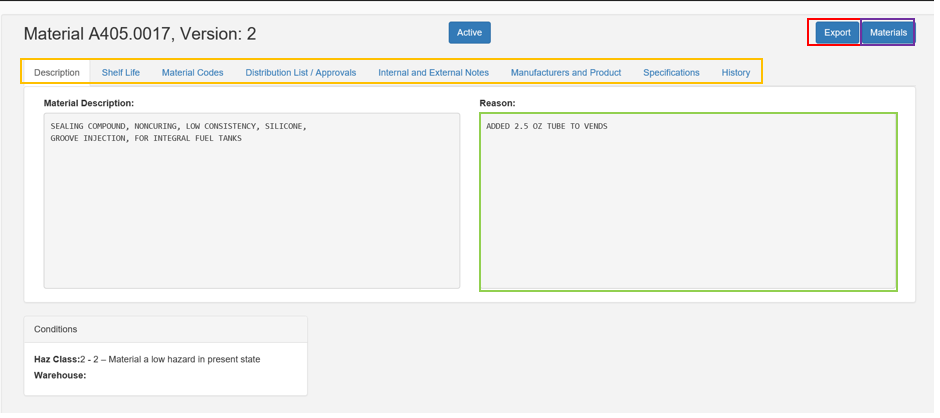 Material A405.0017, Version: 2
Active
Export
Materials
Description
Shelf Life
Material Codes
Distribution List / Approvals
Internal and External Notes
Manufacturers and Product
Specifications
History
Material Description:
SEALING COMPOUND, NONCURING, LOW CONSISTENCY, SILICONE,
GROOVE INJECTION, FOR INTEGRAL FUEL TANKS
Reason:
ADDED 2.5 OZ TUBE TO VENDS
Conditions
Haz Class:2 - 2 – Material a low hazard in present state
Warehouse: